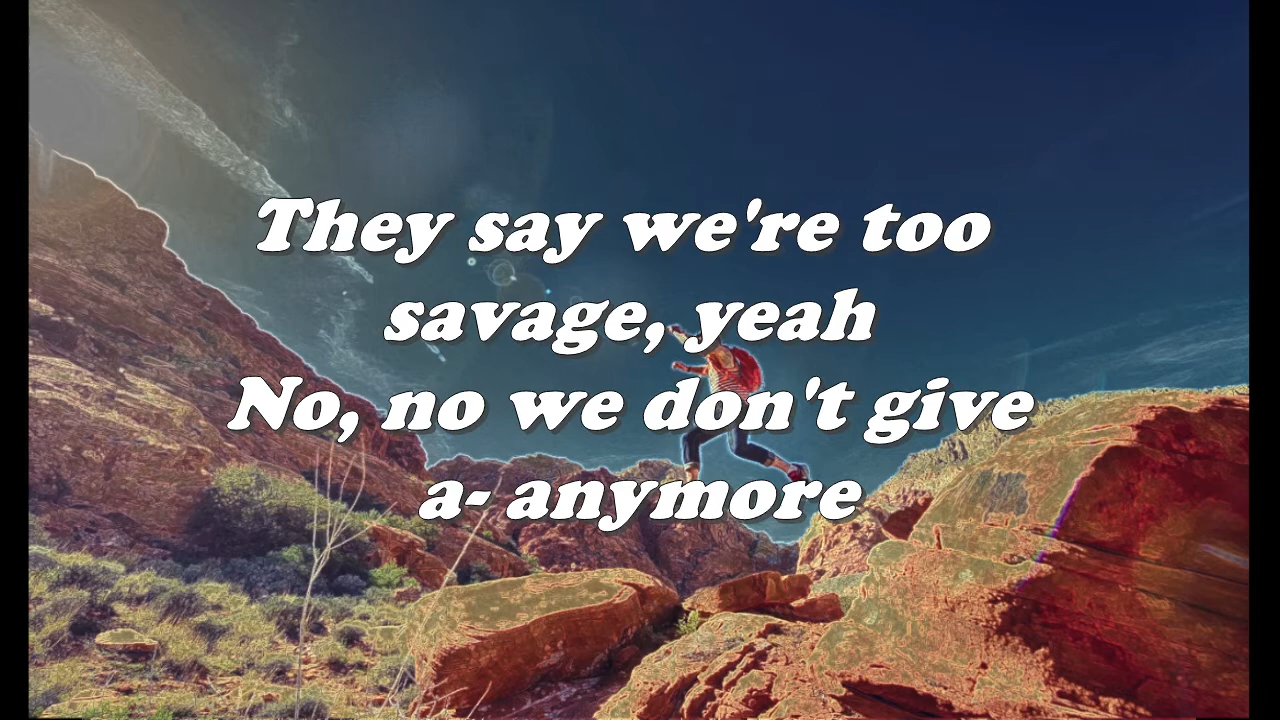 They say we're too
savage, yeah
No, no we don't give
a- anymore